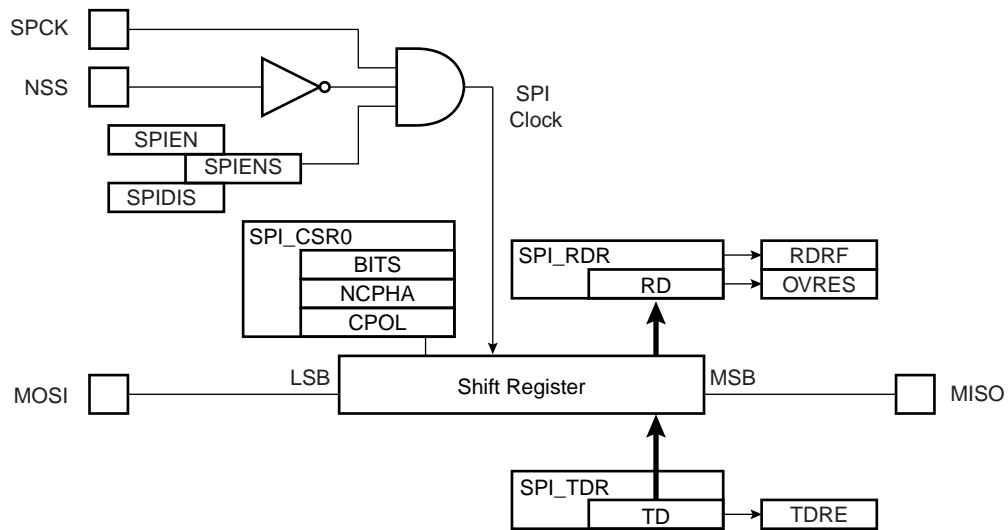 SPCK
NSS
SPI
Clock
SPIEN
SPIENS
SPIDIS
SPI_CSR0
BITS
NCPHA
CPOL
SPI_RDR
RD
RDRF
OVRES
MOSI
LSB
Shift Register
MSB
MISO
SPI_TDR
TD
TDRE